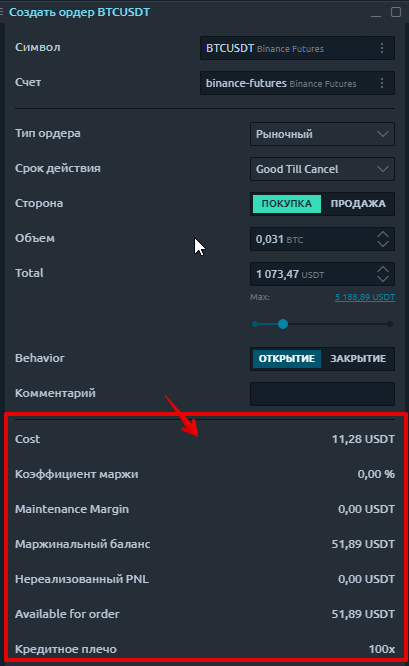 Создать ордер BTCUSDT
Символ BTCUSDT Binance Futures
Счет binance-futures Binance Futures
Тип ордера Рыночный
Срок действия Good Till Cancel
Сторона ПОКУПКА ПРОДАЖА
Объем 0,031 BTC
Total 1 073,47 USDT
Max: 5 188,89 USDT
Behavior ОТКРЫТИЕ ЗАКРЫТИЕ
Комментарий
Cost 11,28 USDT
Коэффициент маржи 0,00 %
Maintenance Margin 0,00 USDT
Маржинальный баланс 51,89 USDT
Нереализованный PNL 0,00 USDT
Available for order 51,89 USDT
Кредитное плечо 100x